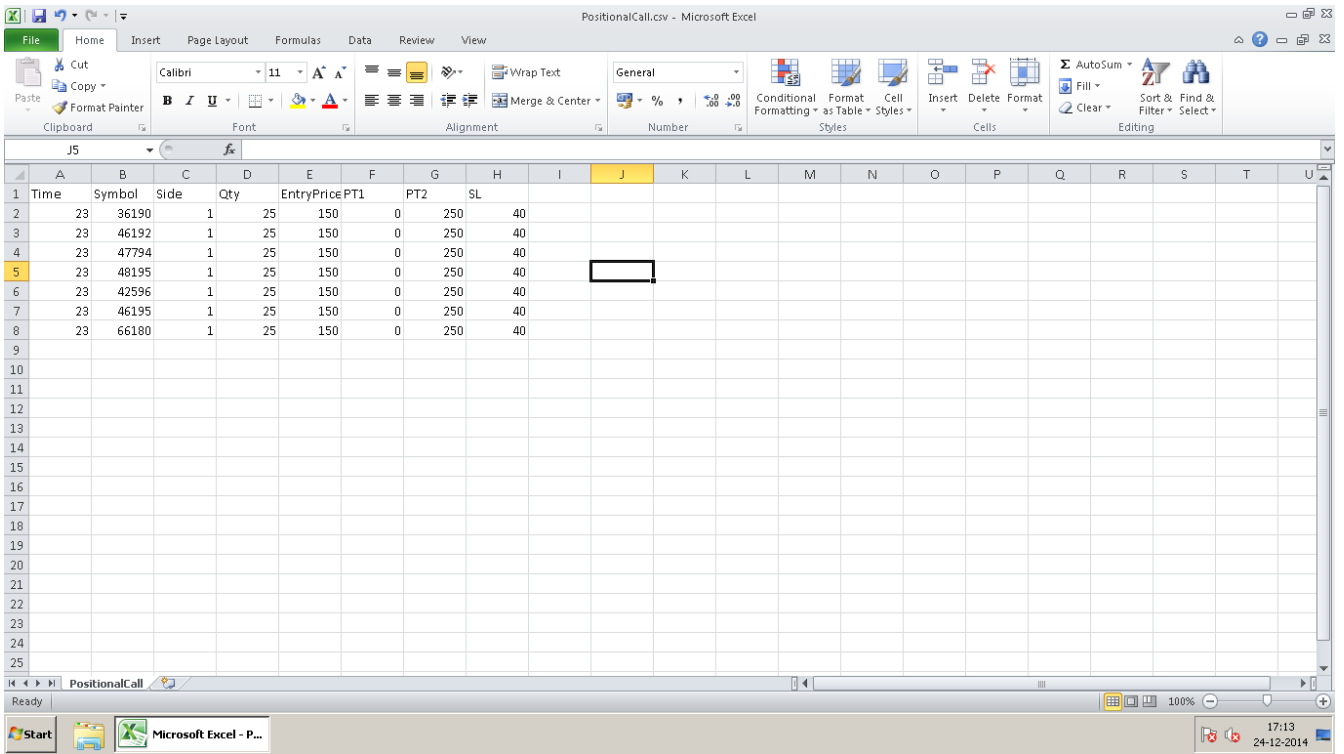 PositionalCall.csv - Microsoft Excel
File Home Insert Page Layout Formulas Data Review View
Paste Cut Copy Format Painter Clipboard
Calibri 11 A A B I U A Font
Wrap Text Merge & Center Alignment
General % , .0 .00 .00 .0 Number
Conditional Formatting Format as Table Cell Styles Styles
Insert Delete Format Cells
Σ AutoSum Fill Clear Sort & Filter Find & Select Editing
J5 fx
A B C D E F G H I J K L M N O P Q R S T U
1 Time Symbol Side Qty EntryPrice PT1 PT2 SL
2 23 36190 1 25 150 0 250 40
3 23 46192 1 25 150 0 250 40
4 23 47794 1 25 150 0 250 40
5 23 48195 1 25 150 0 250 40
6 23 42596 1 25 150 0 250 40
7 23 46195 1 25 150 0 250 40
8 23 66180 1 25 150 0 250 40
9
10
11
12
13
14
15
16
17
18
19
20
21
22
23
24
25
PositionalCall
Ready 100%
Start Microsoft Excel - P... 17:13
24-12-2014